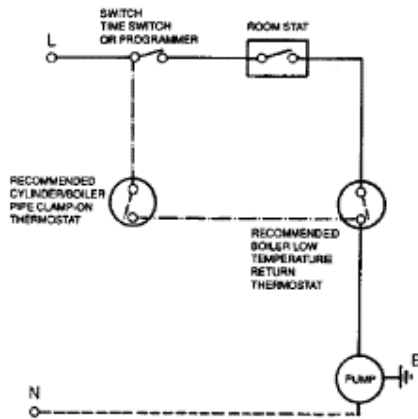 SWITCH
TIME SWITCH
OR PROGRAMMER
ROOM STAT
L
RECOMMENDED
CYLINDER/BOILER
PIPE CLAMP-ON
THERMOSTAT
RECOMMENDED
BOILER LOW
TEMPERATURE
RETURN
THERMOSTAT
PUMP
E
N